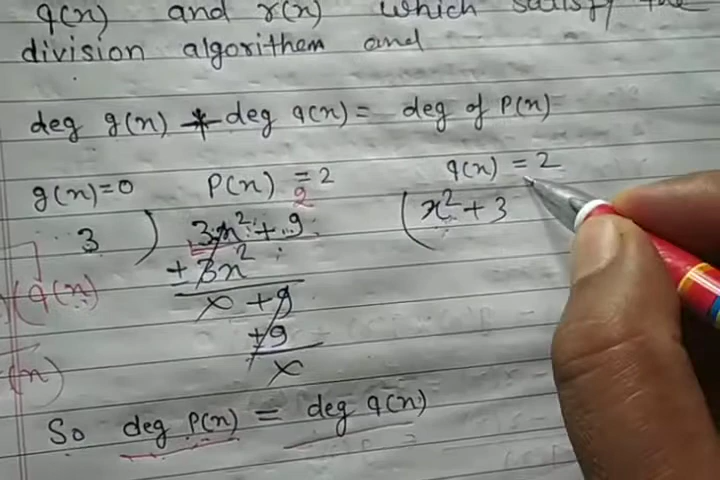 q(x) and r(x) which satisfy the
division algorithem and
deg g(x) + deg q(x) = deg of P(x)
g(x)=0 P(x) = 2 q(x) = 2
3 ) 3x² + 9 ( x² + 3
± 3x²
x + 9
+9
x
(q(x)
(x)
So deg P(x) = deg q(x)